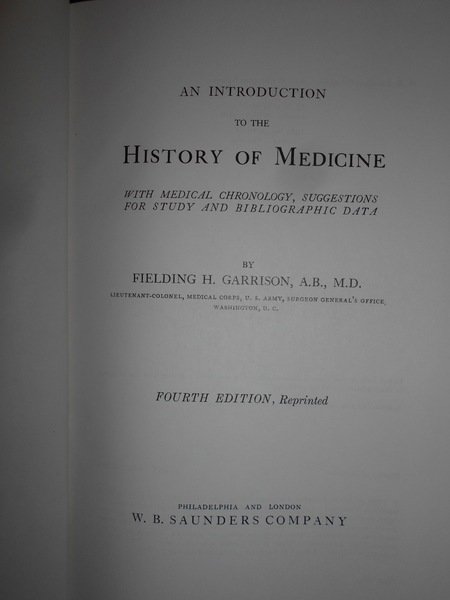 AN INTRODUCTION
TO THE
HISTORY OF MEDICINE
WITH MEDICAL CHRONOLOGY, SUGGESTIONS
FOR STUDY AND BIBLIOGRAPHIC DATA
BY
FIELDING H. GARRISON, A.B., M.D.
LIEUTENANT-COLONEL, MEDICAL CORPS, U. S. ARMY, SURGEON GENERAL'S OFFICE,
WASHINGTON, D. C.
FOURTH EDITION, Reprinted
PHILADELPHIA AND LONDON
W. B. SAUNDERS COMPANY